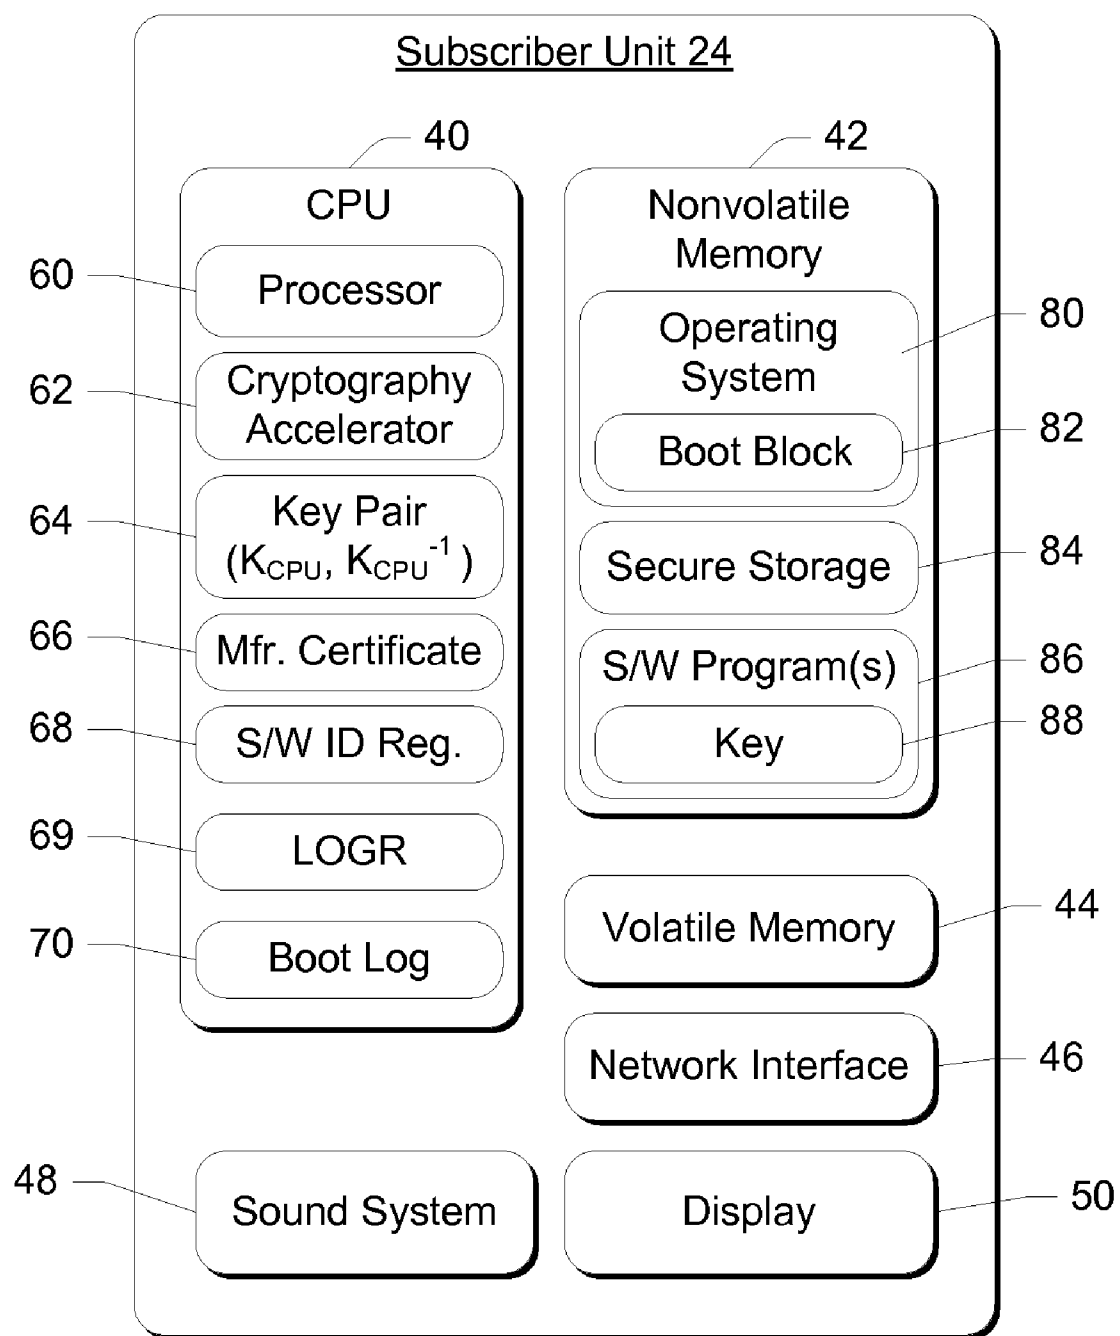 Subscriber Unit 24
40
CPU
60
Processor
62
Cryptography
Accelerator
64
Key Pair
(K_CPU, K_CPU^-1 )
66
Mfr. Certificate
68
S/W ID Reg.
69
LOGR
70
Boot Log
42
Nonvolatile
Memory
80
Operating
System
82
Boot Block
84
Secure Storage
86
S/W Program(s)
88
Key
44
Volatile Memory
46
Network Interface
48
Sound System
50
Display